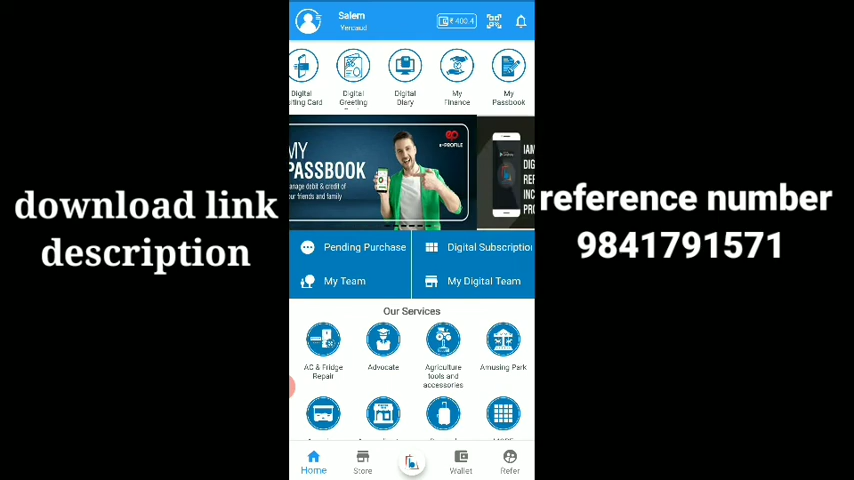 Salem
Yercaud
₹ 400.4
Digital
Digital
Greeting
Digital
Diary
My
Finance
My
Passbook
MY
PASSBOOK
e-PROFILE
debit & credit of
friends and family
download link
description
reference number
9841791571
Pending Purchase
Digital Subscription
My Team
My Digital Team
Our Services
AC & Fridge
Repair
Advocate
Agriculture
tools and
accessories
Amusing Park
Home
Store
Wallet
Refer